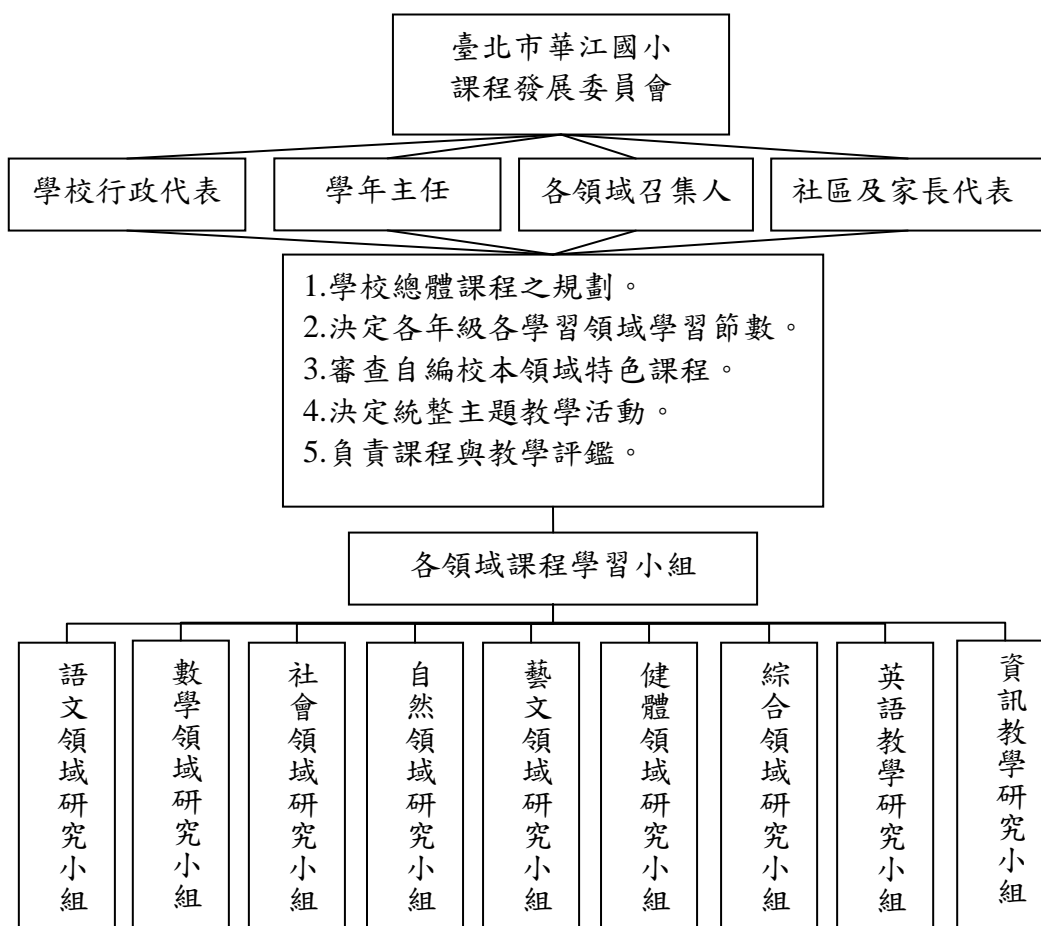 臺北市華江國小
課程發展委員會
學校行政代表
學年主任
各領域召集人
社區及家長代表
1.學校總體課程之規劃。
2.決定各年級各學習領域學習節數。
3.審查自編校本領域特色課程。
4.決定統整主題教學活動。
5.負責課程與教學評鑑。
各領域課程學習小組
語文領域研究小組
數學領域研究小組
社會領域研究小組
自然領域研究小組
藝文領域研究小組
健體領域研究小組
綜合領域研究小組
英語教學研究小組
資訊教學研究小組